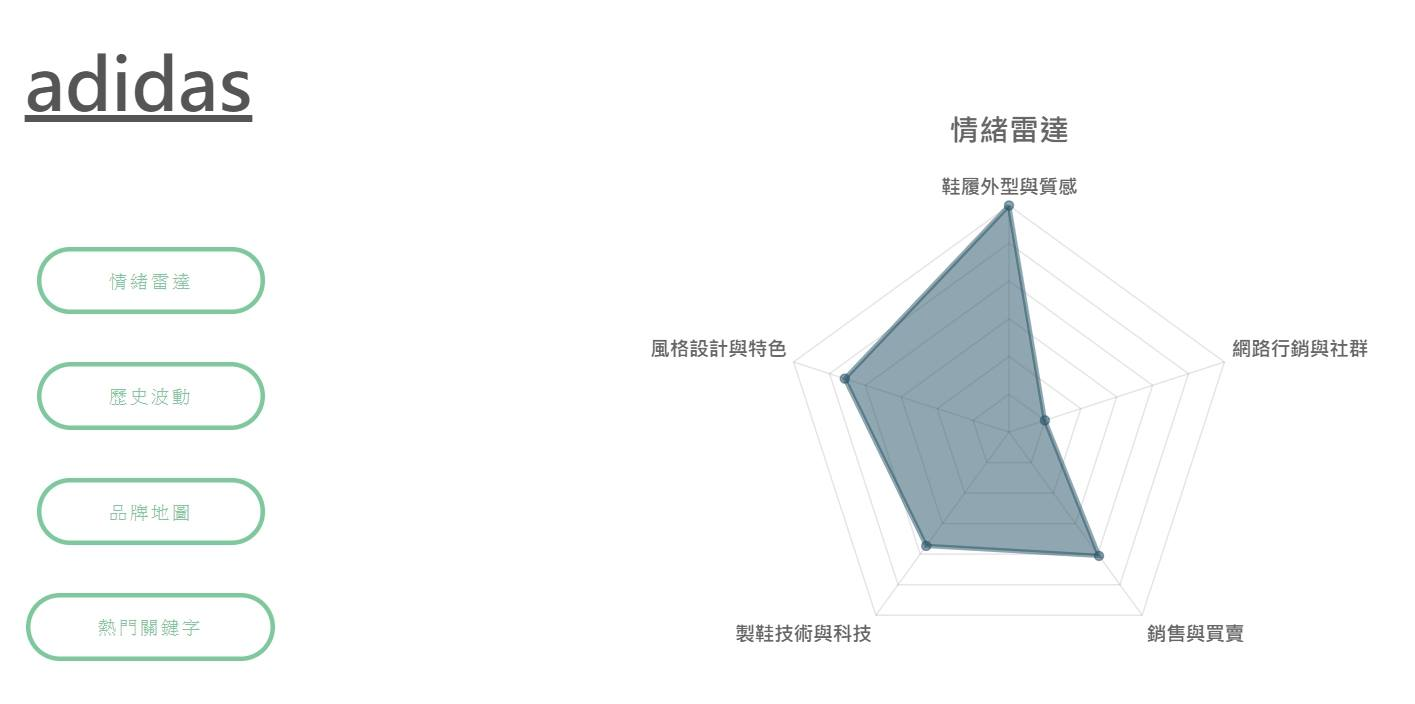 adidas
情緒雷達
歷史波動
品牌地圖
熱門關鍵字
情緒雷達
鞋履外型與質感
風格設計與特色
網路行銷與社群
製鞋技術與科技
銷售與買賣